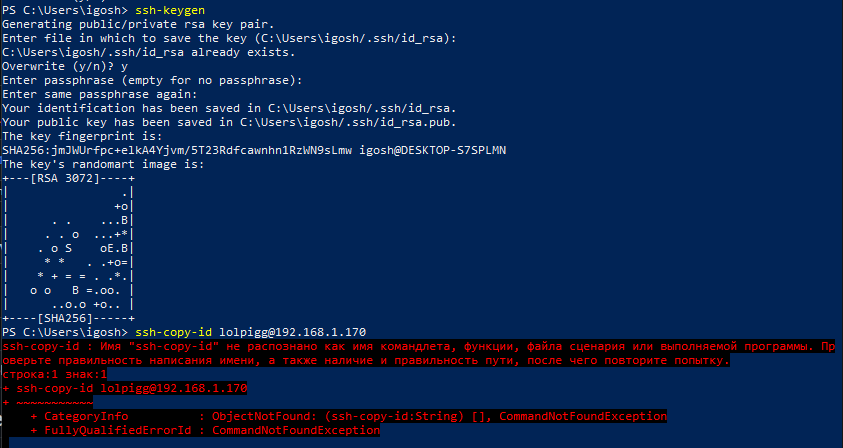 PS C:\Users\igosh> ssh-keygen
Generating public/private rsa key pair.
Enter file in which to save the key (C:\Users\igosh/.ssh/id_rsa):
C:\Users\igosh/.ssh/id_rsa already exists.
Overwrite (y/n)? y
Enter passphrase (empty for no passphrase):
Enter same passphrase again:
Your identification has been saved in C:\Users\igosh/.ssh/id_rsa.
Your public key has been saved in C:\Users\igosh/.ssh/id_rsa.pub.
The key fingerprint is:
SHA256:jmJWUrfpc+elkA4Yjvm/5T23Rdfcawnhn1RzWN9sLmw igosh@DESKTOP-S7SPLMN
The key's randomart image is:
+---[RSA 3072]----+
|                .|
|               +o|
|      . .    ...B|
|     . . o  ...+*|
|    . o S    oE.B|
|     * *   . .+o=|
|    * + = = . .*.|
|   o o   B =.oo. |
|      ..o.o +o.. |
+----[SHA256]-----+
PS C:\Users\igosh> ssh-copy-id lolpigg@192.168.1.170
ssh-copy-id : Имя "ssh-copy-id" не распознано как имя командлета, функции, файла сценария или выполняемой программы. Пр
оверьте правильность написания имени, а также наличие и правильность пути, после чего повторите попытку.
строка:1 знак:1
+ ssh-copy-id lolpigg@192.168.1.170
+ ~~~~~~~~~~~
    + CategoryInfo          : ObjectNotFound: (ssh-copy-id:String) [], CommandNotFoundException
    + FullyQualifiedErrorId : CommandNotFoundException